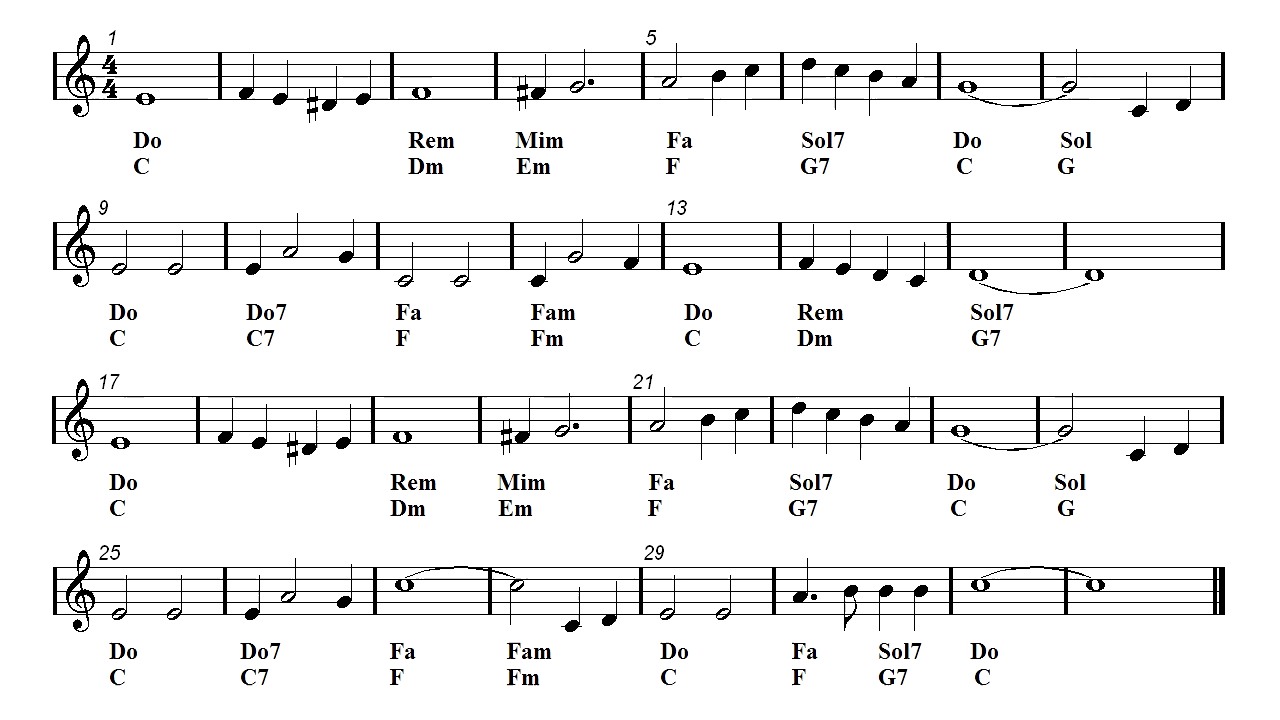 1 5
4
4
Do Rem Mim Fa Sol7 Do Sol
C Dm Em F G7 C G
9 13
Do Do7 Fa Fam Do Rem Sol7
C C7 F Fm C Dm G7
17 21
Do Rem Mim Fa Sol7 Do Sol
C Dm Em F G7 C G
25 29
Do Do7 Fa Fam Do Fa Sol7 Do
C C7 F Fm C F G7 C